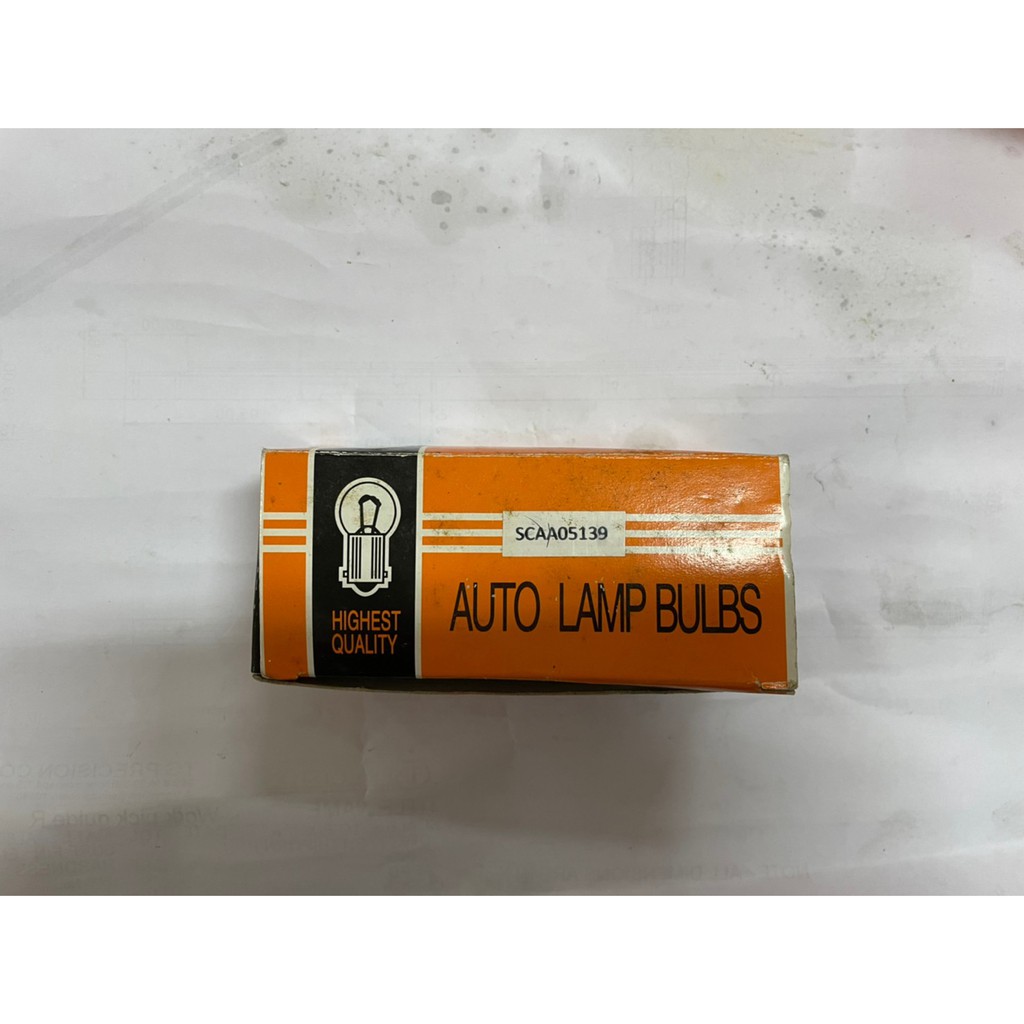 SCAA05139
AUTO LAMP BULBS
HIGHEST
QUALITY